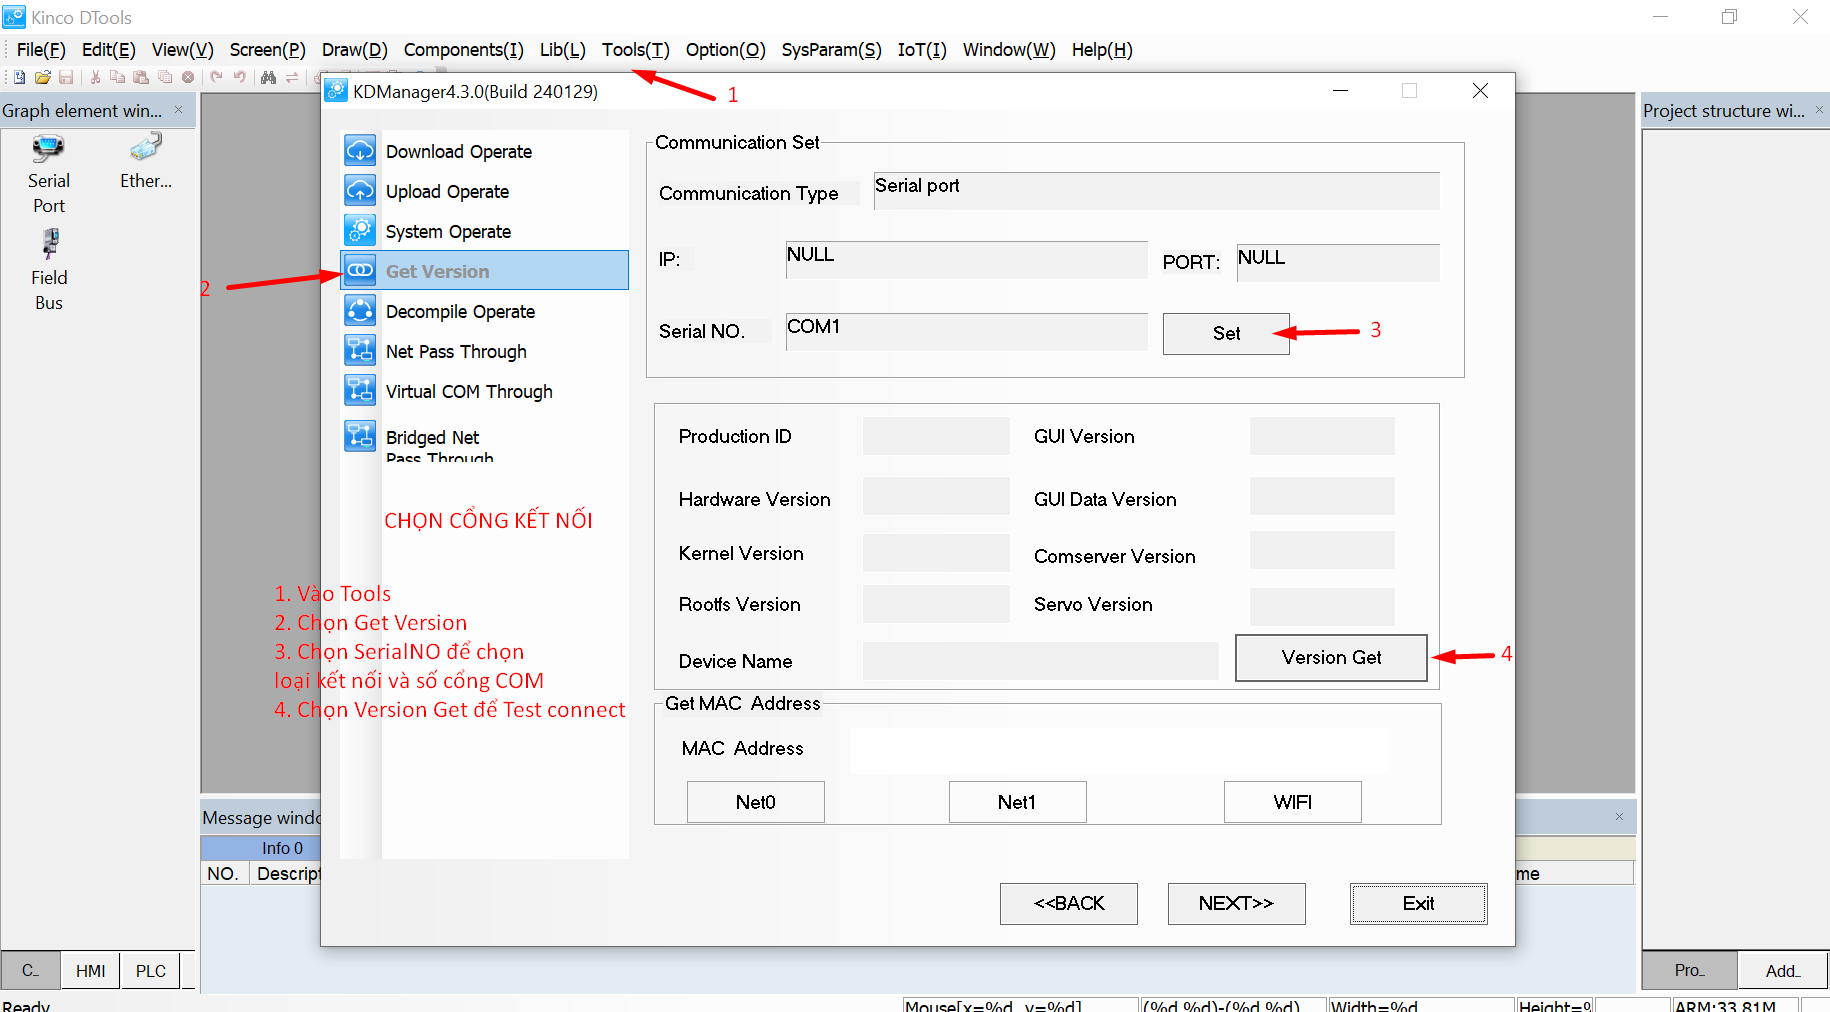 Kinco DTools
File(F) Edit(E) View(V) Screen(P) Draw(D) Components(I) Lib(L) Tools(T) Option(O) SysParam(S) IoT(I) Window(W) Help(H)
1
Graph element win...
Serial Port
Ether...
Field Bus
KDManager4.3.0(Build 240129)
Download Operate
Upload Operate
System Operate
2
Get Version
Decompile Operate
Net Pass Through
Virtual COM Through
Bridged Net
Pass Through
CHỌN CỔNG KẾT NỐI
1. Vào Tools
2. Chọn Get Version
3. Chọn SerialNO để chọn
loại kết nối và số cổng COM
4. Chọn Version Get để Test connect
Communication Set
Communication Type Serial port
IP: NULL PORT: NULL
Serial NO. COM1 Set 3
Production ID GUI Version
Hardware Version GUI Data Version
Kernel Version Comserver Version
Rootfs Version Servo Version
Device Name Version Get 4
Get MAC Address
MAC Address
Net0 Net1 WIFI
<<BACK NEXT>> Exit
Project structure wi...
Message windo
Info 0
NO. Descript me
C.. HMI PLC
Pro.. Add..
Ready Mouse[x=%d y=%d] (%d %d)-(%d %d) Width=%d Height=% ARM:33.81M